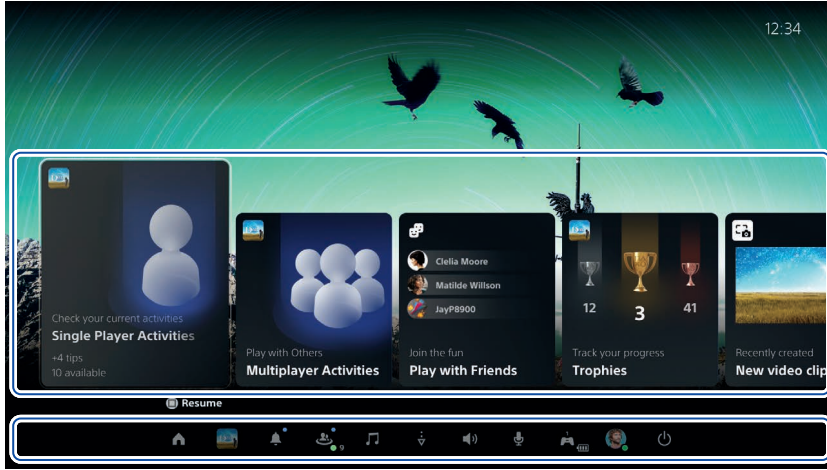 12:34
Check your current activities
Single Player Activities
+4 tips
10 available
Play with Others
Multiplayer Activities
Clelia Moore
Matilde Willson
JayP8900
Join the fun
Play with Friends
12
3
41
Track your progress
Trophies
Recently created
New video clip
Resume
9